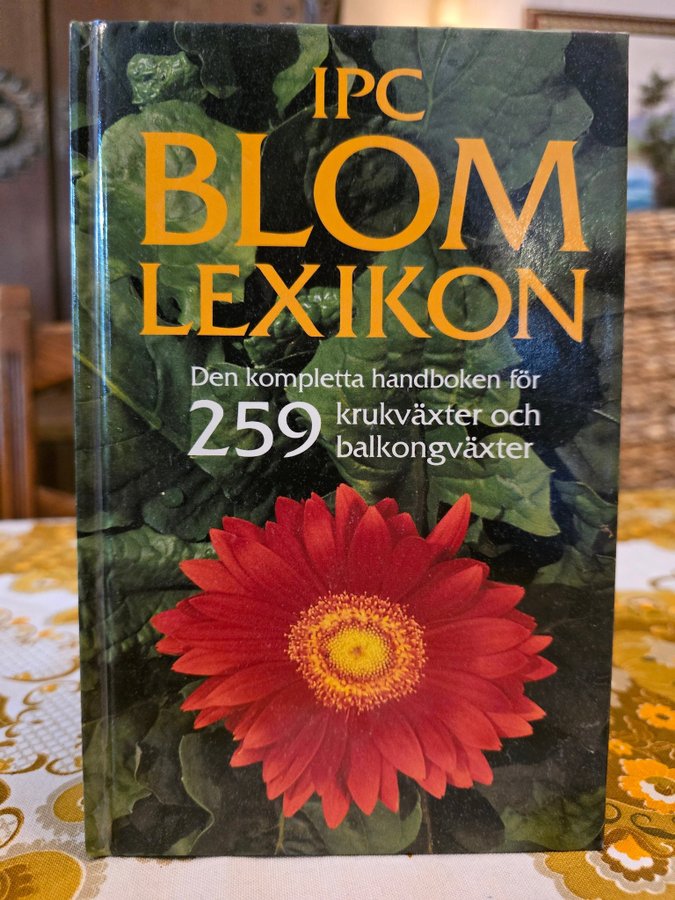 IPC
BLOM
LEXIKON
Den kompletta handboken för
259 krukväxter och
balkongväxter